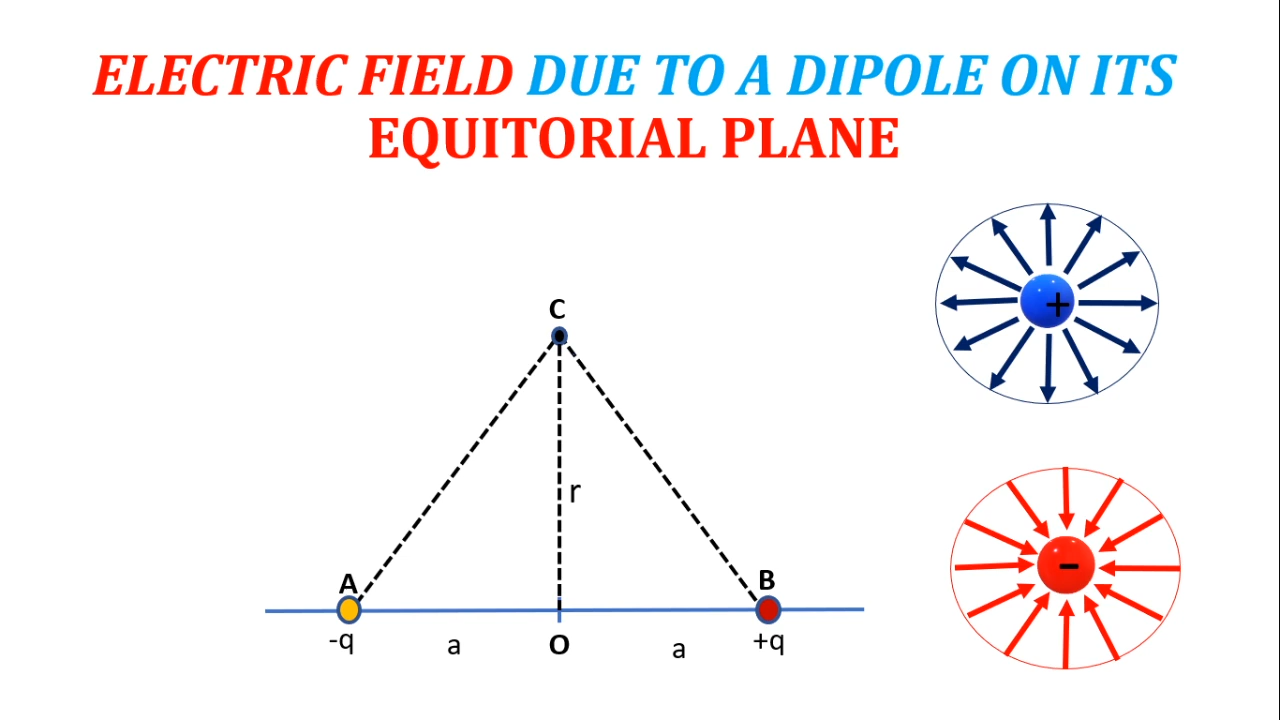 ELECTRIC FIELD DUE TO A DIPOLE ON ITS
EQUITORIAL PLANE
C
+
r
-
A
B
-q
a
O
a
+q